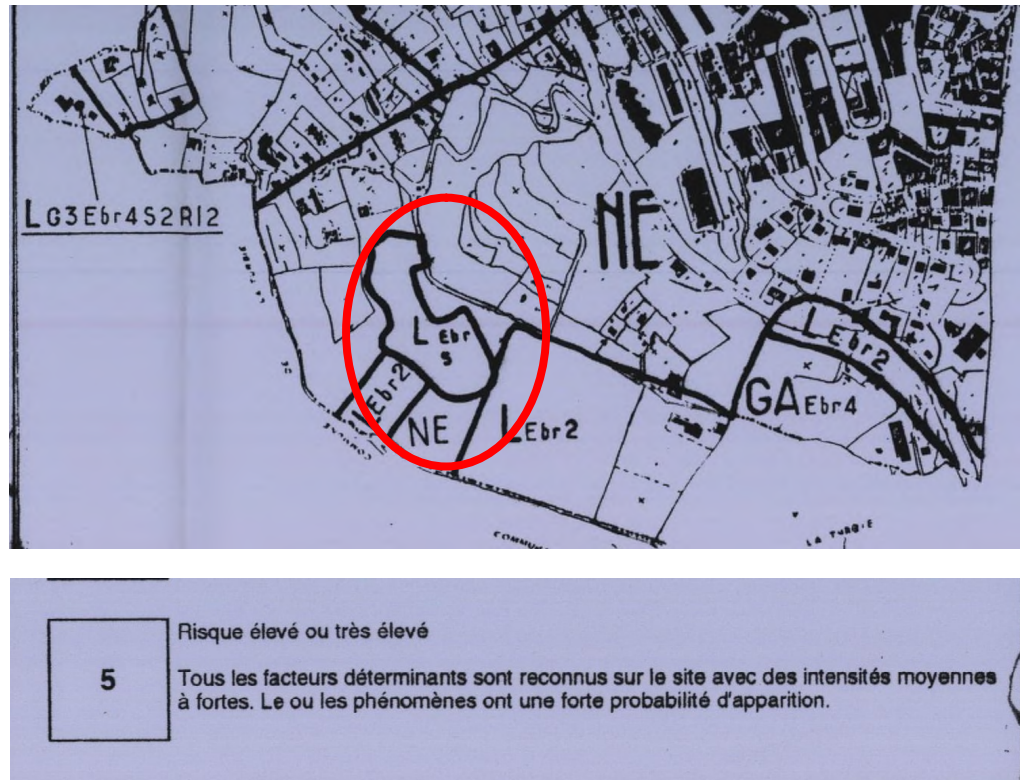 LG3Ebr4S2R12
NE
L Ebr
5
LEbr2
LEbr2
GAEbr4
LEbr2
NE
LA TURBIE
5
Risque élevé ou très élevé
Tous les facteurs déterminants sont reconnus sur le site avec des intensités moyennes
à fortes. Le ou les phénomènes ont une forte probabilité d'apparition.